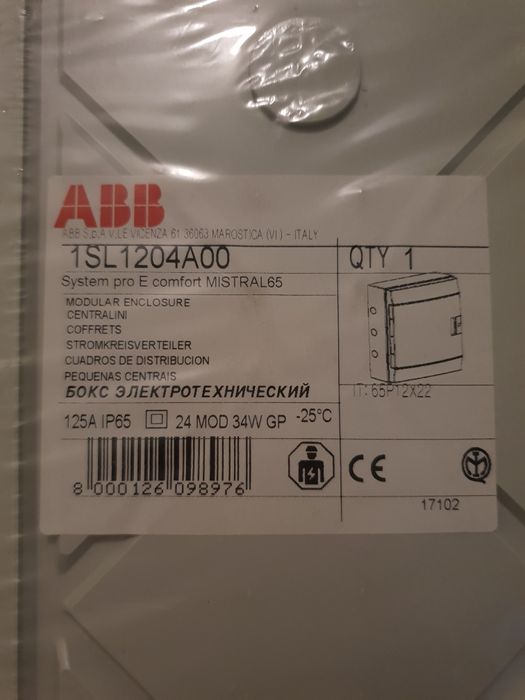 ABB
ABB S.p.A. V.LE VICENZA 61 36063 MAROSTICA (VI) - ITALY
1SL1204A00
QTY 1
System pro E comfort MISTRAL65
MODULAR ENCLOSURE
CENTRALINI
COFFRETS
STROMKREISVERTEILER
CUADROS DE DISTRIBUCION
PEQUENAS CENTRAIS
БОКС ЭЛЕКТРОТЕХНИЧЕСКИЙ
IT: 65P12X22
125A IP65 24 MOD 34W GP -25°C
8 000126 098976
CE
17102